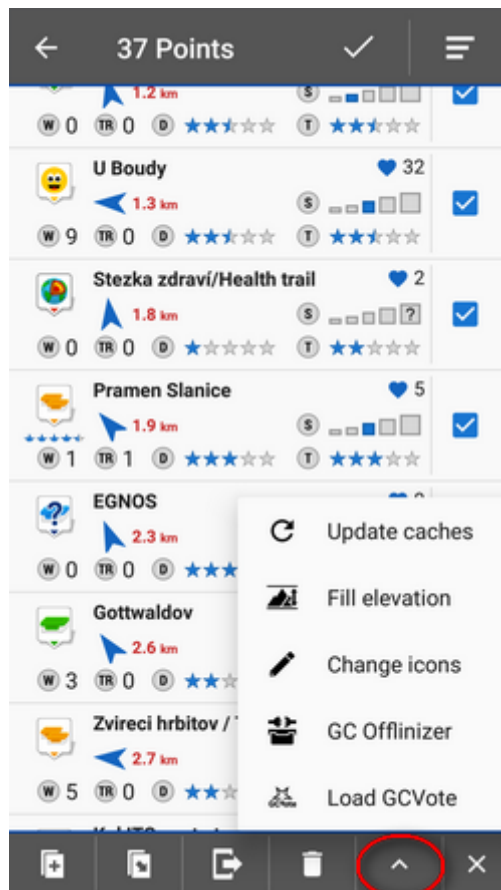 37 Points
1.2 km S
W 0 TR 0 D T
U Boudy 32
1.3 km S
W 9 TR 0 D T
Stezka zdraví/Health trail 2
1.8 km S ?
W 0 TR 0 D T
Pramen Slanice 5
1.9 km S
W 1 TR 1 D T
EGNOS
2.3 km
W 0 TR 0 D
Gottwaldov
2.6 km
W 3 TR 0 D
Zvireci hrbitov /
2.7 km
W 5 TR 0 D
Update caches
Fill elevation
Change icons
GC Offlinizer
Load GCVote